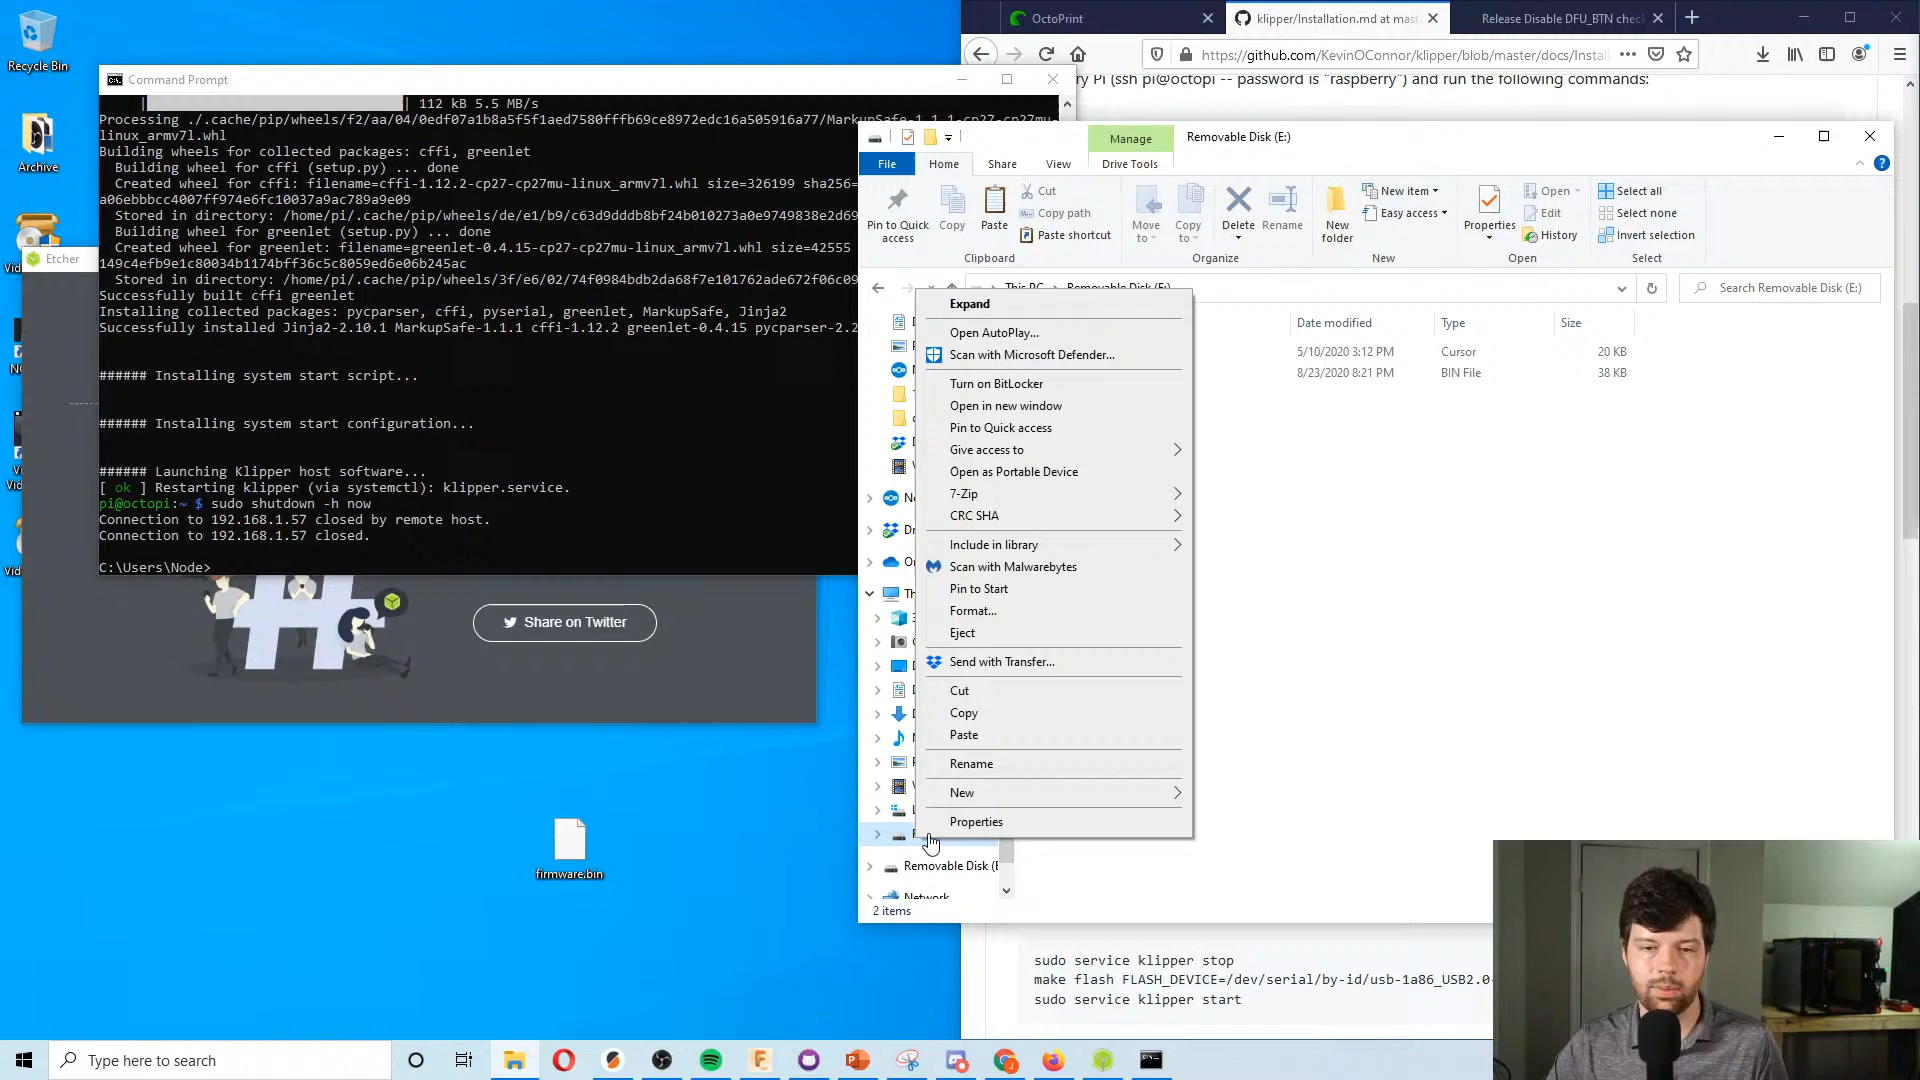 Recycle Bin
Archive
Etcher
Command Prompt
112 kB 5.5 MB/s
Processing ./.cache/pip/wheels/f2/aa/04/0edf07a1b8a5f5f1aed7580fffb69ce8972edc16a505916a77/MarkupSafe-1.1.1-cp27-cp27mu-
linux_armv7l.whl
Building wheels for collected packages: cffi, greenlet
Building wheel for cffi (setup.py) ... done
Created wheel for cffi: filename=cffi-1.12.2-cp27-cp27mu-linux_armv7l.whl size=326199 sha256=
a06ebbbcc4007ff974e6fc10037a9ac789a9e09
Stored in directory: /home/pi/.cache/pip/wheels/de/e1/b9/c63d9dddb8bf24b010273a0e9749838e2d69
Building wheel for greenlet (setup.py) ... done
Created wheel for greenlet: filename=greenlet-0.4.15-cp27-cp27mu-linux_armv7l.whl size=42555
149c4efb9e1c80034b1174bff36c5c8059ed6e06b245ac
Stored in directory: /home/pi/.cache/pip/wheels/3f/e6/02/74f0984bdb2da68f7e101762ade672f06c09
Successfully built cffi greenlet
Installing collected packages: pycparser, cffi, pyserial, greenlet, MarkupSafe, Jinja2
Successfully installed Jinja2-2.10.1 MarkupSafe-1.1.1 cffi-1.12.2 greenlet-0.4.15 pycparser-2.2
###### Installing system start script...
###### Installing system start configuration...
###### Launching Klipper host software...
[ ok ] Restarting klipper (via systemctl): klipper.service.
pi@octopi:~ $ sudo shutdown -h now
Connection to 192.168.1.57 closed by remote host.
Connection to 192.168.1.57 closed.
C:\Users\Node>
Share on Twitter
firmware.bin
OctoPrint
klipper/Installation.md at mast
Release Disable DFU_BTN chec
https://github.com/KevinOConnor/klipper/blob/master/docs/Instal
ry Pi (ssh pi@octopi -- password is "raspberry") and run the following commands:
Manage
Removable Disk (E:)
File
Home
Share
View
Drive Tools
Pin to Quick access
Copy
Paste
Cut
Copy path
Paste shortcut
Clipboard
Move to
Copy to
Delete
Rename
Organize
New folder
New item
Easy access
New
Properties
Open
Edit
History
Open
Select all
Select none
Invert selection
Select
This PC
Removable Disk (E:)
Search Removable Disk (E:)
Date modified
Type
Size
5/10/2020 3:12 PM
Cursor
20 KB
8/23/2020 8:21 PM
BIN File
38 KB
Expand
Open AutoPlay...
Scan with Microsoft Defender...
Turn on BitLocker
Open in new window
Pin to Quick access
Give access to
Open as Portable Device
7-Zip
CRC SHA
Include in library
Scan with Malwarebytes
Pin to Start
Format...
Eject
Send with Transfer...
Cut
Copy
Paste
Rename
New
Properties
Removable Disk (E
Network
2 items
sudo service klipper stop
make flash FLASH_DEVICE=/dev/serial/by-id/usb-1a86_USB2.0-
sudo service klipper start
Type here to search